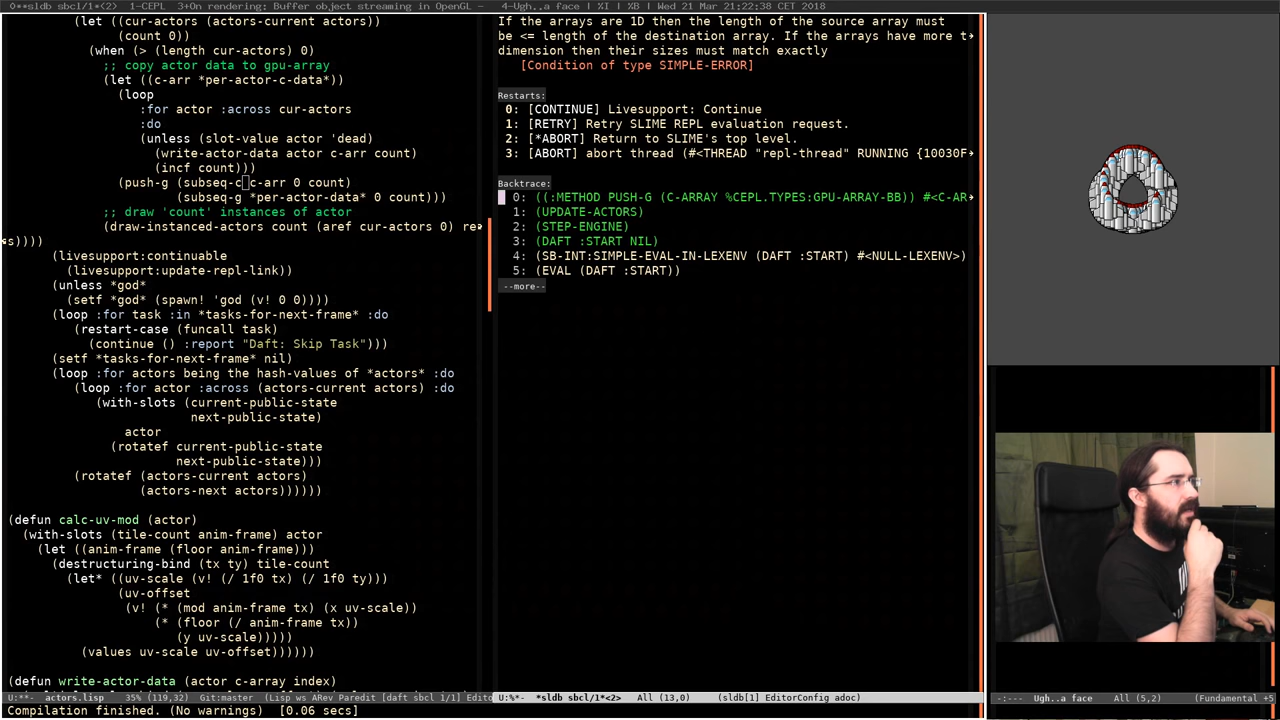 0**sldb sbcl/1*<2>   1-CEPL   3>On rendering: Buffer object streaming in OpenGL -   4-Ugh..a face | XI | XB | Wed 21 Mar 21:22:38 CET 2018
(let ((cur-actors (actors-current actors))
(count 0))
(when (> (length cur-actors) 0)
;; copy actor data to gpu-array
(let ((c-arr *per-actor-c-data*))
(loop
:for actor :across cur-actors
:do
(unless (slot-value actor 'dead)
(write-actor-data actor c-arr count)
(incf count)))
(push-g (subseq-c c-arr 0 count)
(subseq-g *per-actor-data* 0 count)))
;; draw 'count' instances of actor
(draw-instanced-actors count (aref cur-actors 0) re
s))))
(livesupport:continuable
(livesupport:update-repl-link))
(unless *god*
(setf *god* (spawn! 'god (v! 0 0))))
(loop :for task :in *tasks-for-next-frame* :do
(restart-case (funcall task)
(continue () :report "Daft: Skip Task")))
(setf *tasks-for-next-frame* nil)
(loop :for actors being the hash-values of *actors* :do
(loop :for actor :across (actors-current actors) :do
(with-slots (current-public-state
next-public-state)
actor
(rotatef current-public-state
next-public-state)))
(rotatef (actors-current actors)
(actors-next actors))))))
(defun calc-uv-mod (actor)
(with-slots (tile-count anim-frame) actor
(let ((anim-frame (floor anim-frame)))
(destructuring-bind (tx ty) tile-count
(let* ((uv-scale (v! (/ 1f0 tx) (/ 1f0 ty)))
(uv-offset
(v! (* (mod anim-frame tx) (x uv-scale))
(* (floor (/ anim-frame tx))
(y uv-scale)))))
(values uv-scale uv-offset))))))
(defun write-actor-data (actor c-array index)
U:**-  actors.lisp   35% (119,32)  Git:master  (Lisp ws ARev Paredit [daft sbcl 1/1] Edito
Compilation finished. (No warnings)  [0.06 secs]
If the arrays are 1D then the length of the source array must
be <= length of the destination array. If the arrays have more t→
dimension then their sizes must match exactly
[Condition of type SIMPLE-ERROR]
Restarts:
0: [CONTINUE] Livesupport: Continue
1: [RETRY] Retry SLIME REPL evaluation request.
2: [*ABORT] Return to SLIME's top level.
3: [ABORT] abort thread (#<THREAD "repl-thread" RUNNING {10030F→
Backtrace:
0: ((:METHOD PUSH-G (C-ARRAY %CEPL.TYPES:GPU-ARRAY-BB)) #<C-AR→
1: (UPDATE-ACTORS)
2: (STEP-ENGINE)
3: (DAFT :START NIL)
4: (SB-INT:SIMPLE-EVAL-IN-LEXENV (DAFT :START) #<NULL-LEXENV>)
5: (EVAL (DAFT :START))
--more--
U:%*-  *sldb sbcl/1*<2>   All (13,0)     (sldb[1] EditorConfig adoc)
-:---  Ugh..a face   All (5,2)     (Fundamental +5